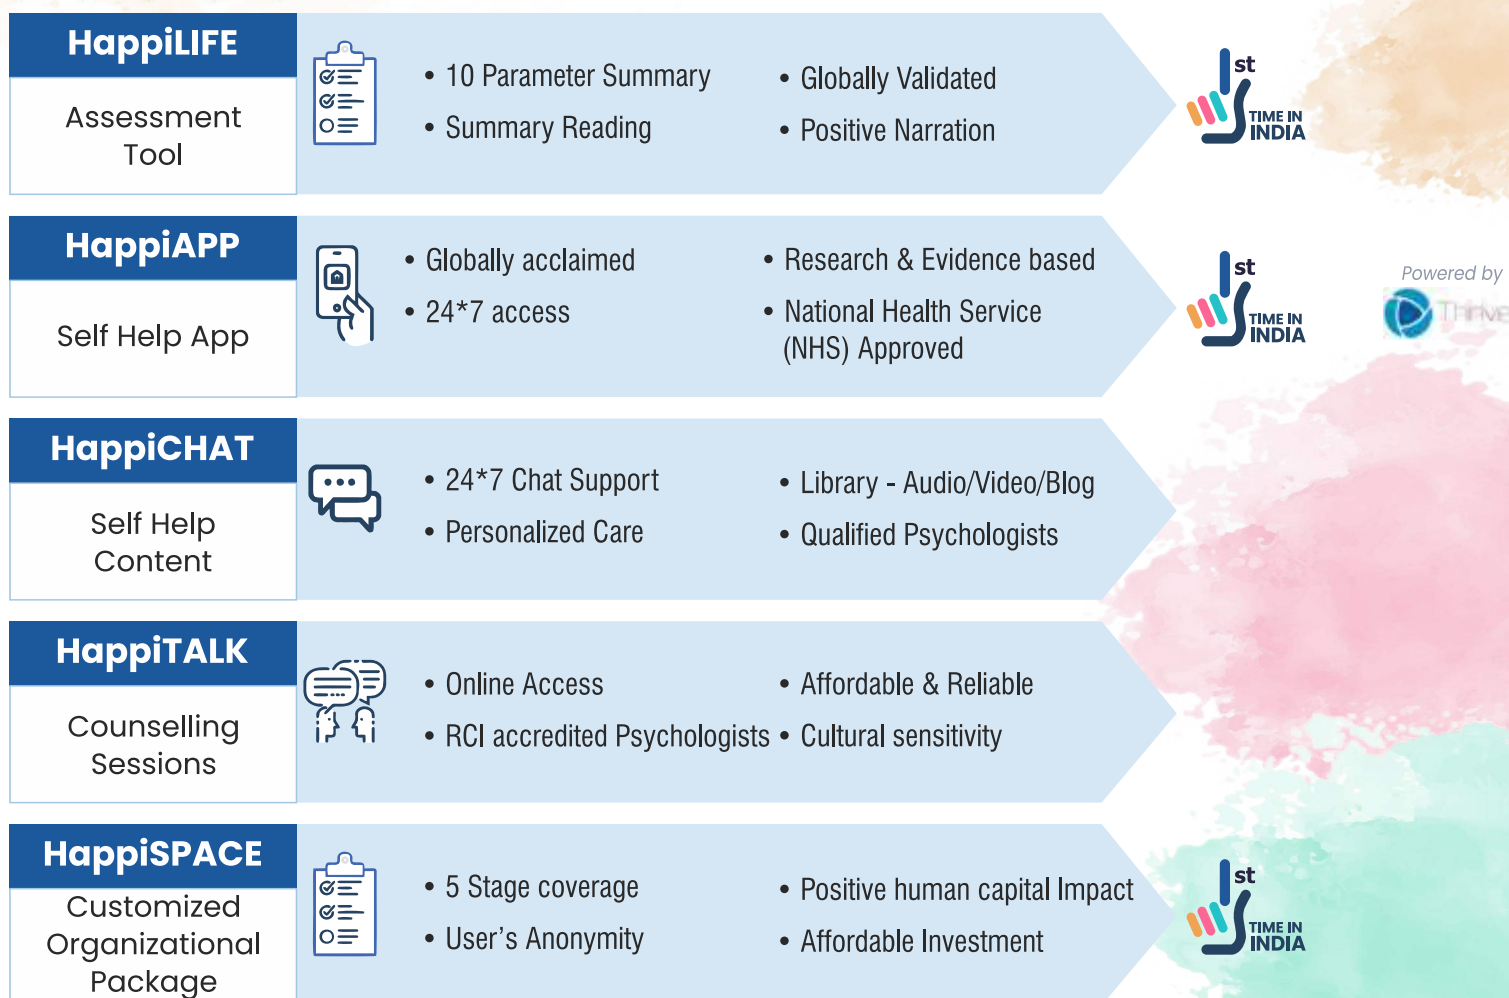 HappiLIFE
Assessment
Tool
• 10 Parameter Summary
• Summary Reading
• Globally Validated
• Positive Narration
1st
TIME IN
INDIA
HappiAPP
Self Help App
• Globally acclaimed
• 24*7 access
• Research & Evidence based
• National Health Service
(NHS) Approved
1st
TIME IN
INDIA
Powered by
Thrive
HappiCHAT
Self Help
Content
• 24*7 Chat Support
• Personalized Care
• Library - Audio/Video/Blog
• Qualified Psychologists
HappiTALK
Counselling
Sessions
• Online Access
• RCI accredited Psychologists
• Affordable & Reliable
• Cultural sensitivity
HappiSPACE
Customized
Organizational
Package
• 5 Stage coverage
• User's Anonymity
• Positive human capital Impact
• Affordable Investment
1st
TIME IN
INDIA